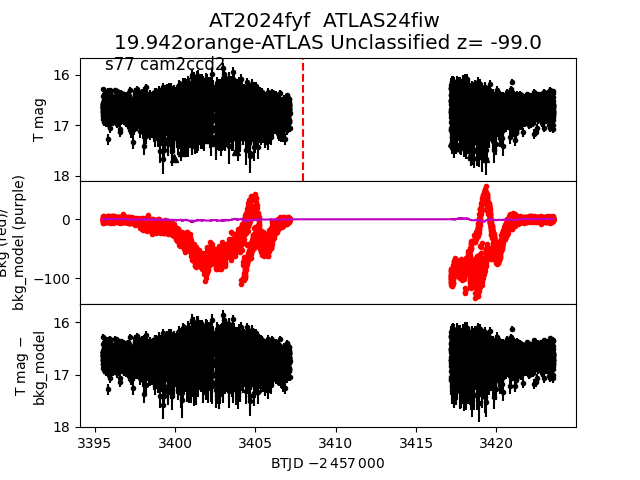 AT2024fyf  ATLAS24fiw
19.942orange-ATLAS Unclassified z= -99.0
s77 cam2ccd2
16
17
18
T mag
0
−100
Bkg (red)/
bkg_model (purple)
16
17
18
T mag −
bkg_model
3395 3400 3405 3410 3415 3420
BTJD −2 457 000